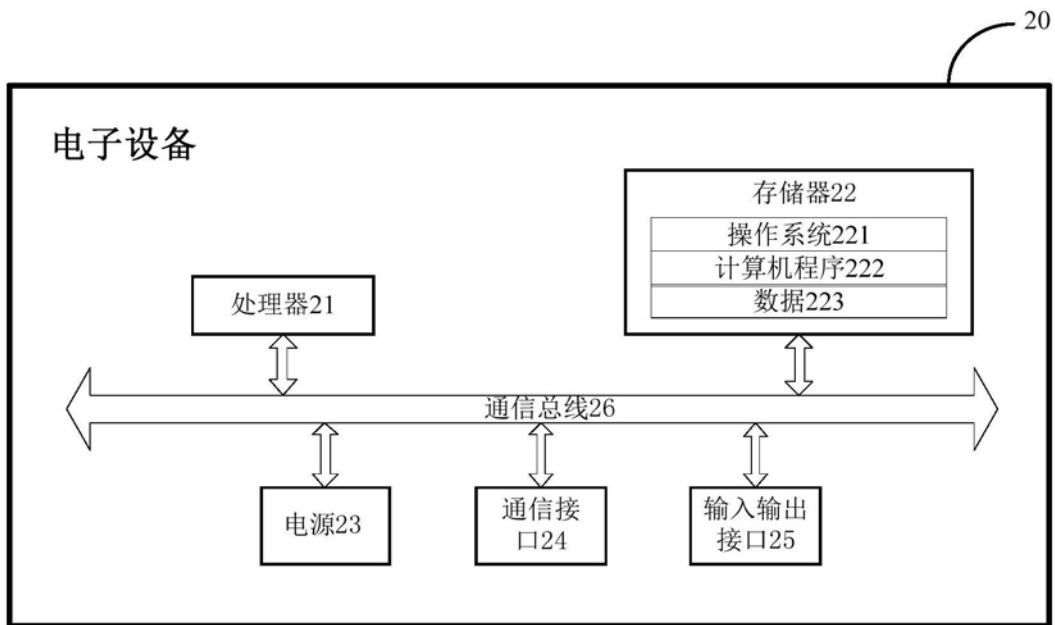 20
电子设备
存储器22
操作系统221
计算机程序222
数据223
处理器21
通信总线26
电源23
通信接
口24
输入输出
接口25